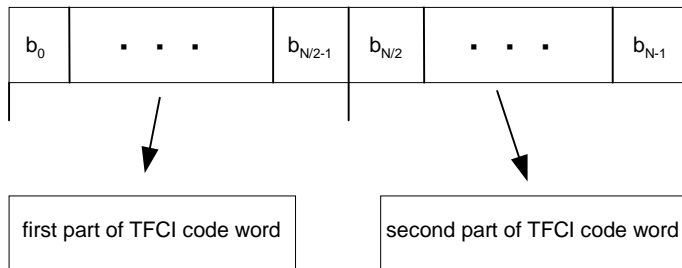 b0 . . . bN/2-1 bN/2 . . . bN-1
first part of TFCI code word second part of TFCI code word